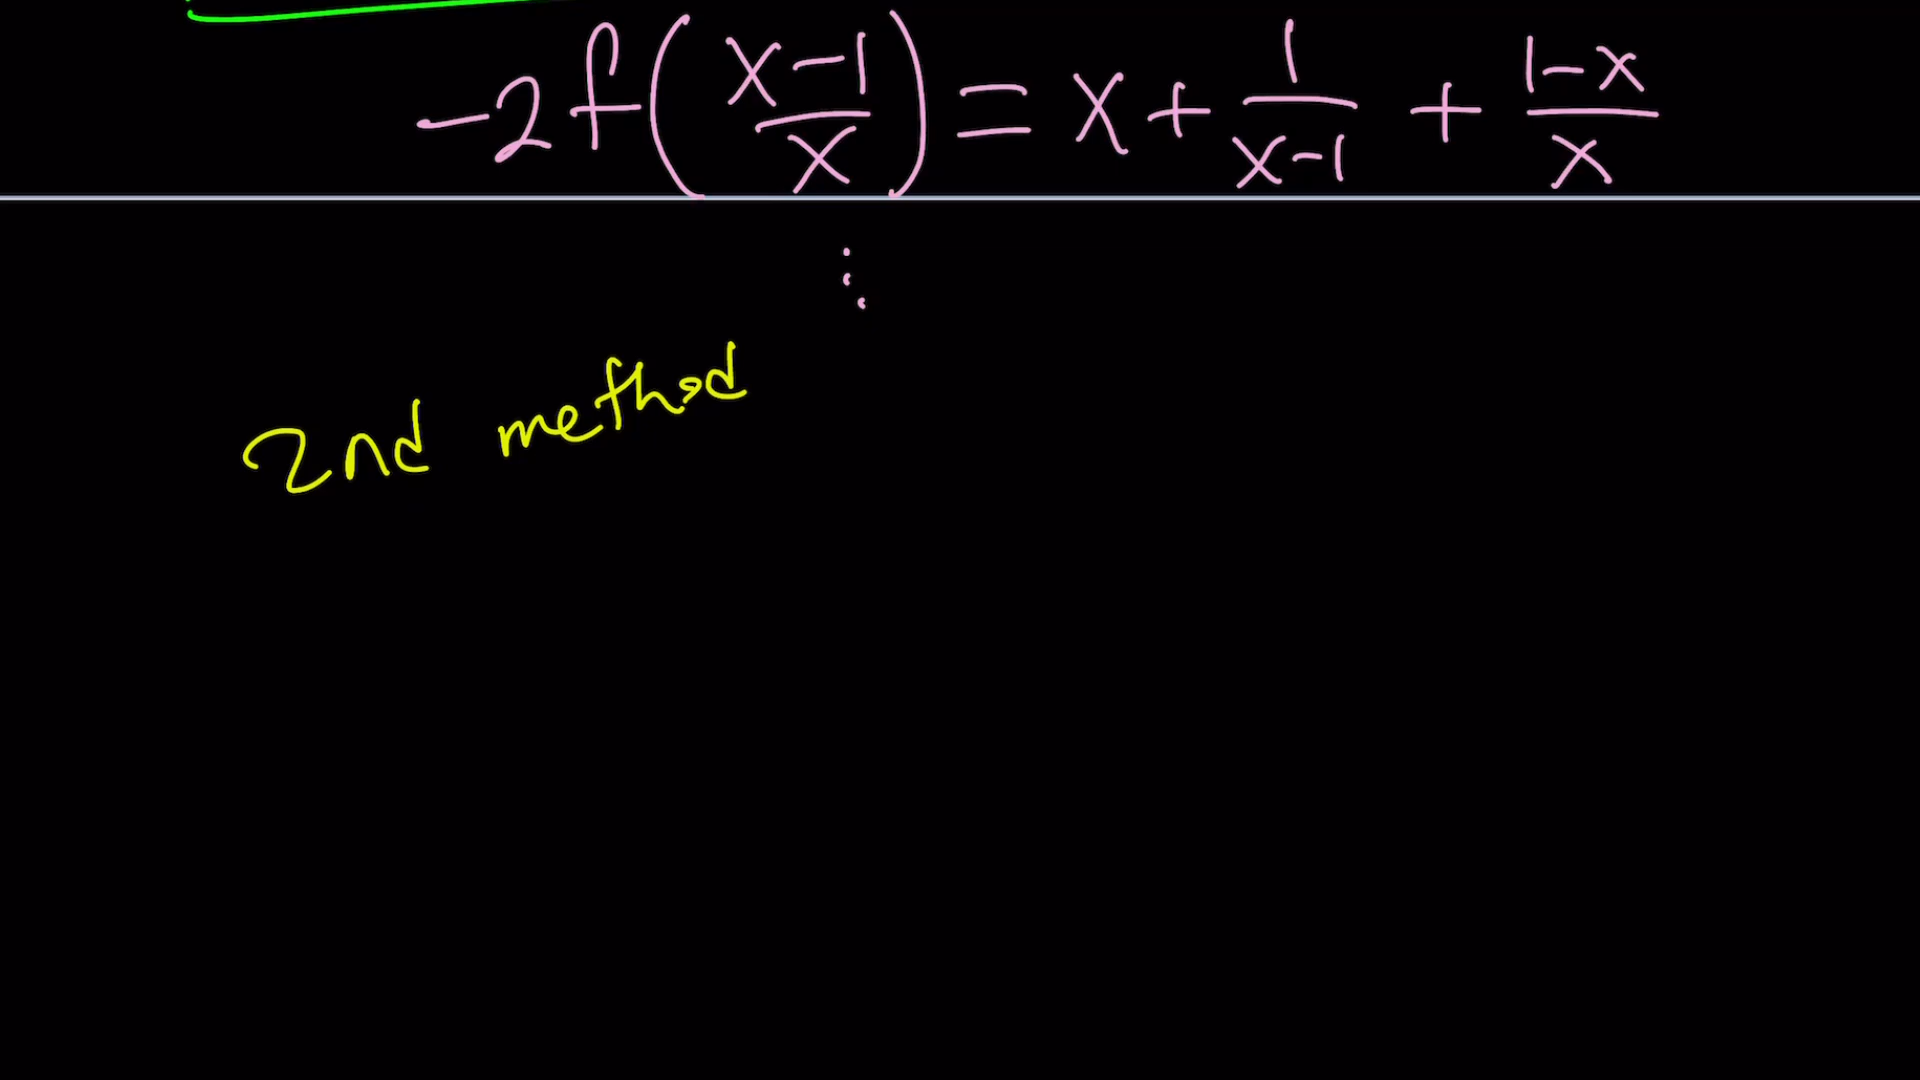 -2f(x-1/x) = x + 1/x-1 + 1-x/x
⋮
2nd method